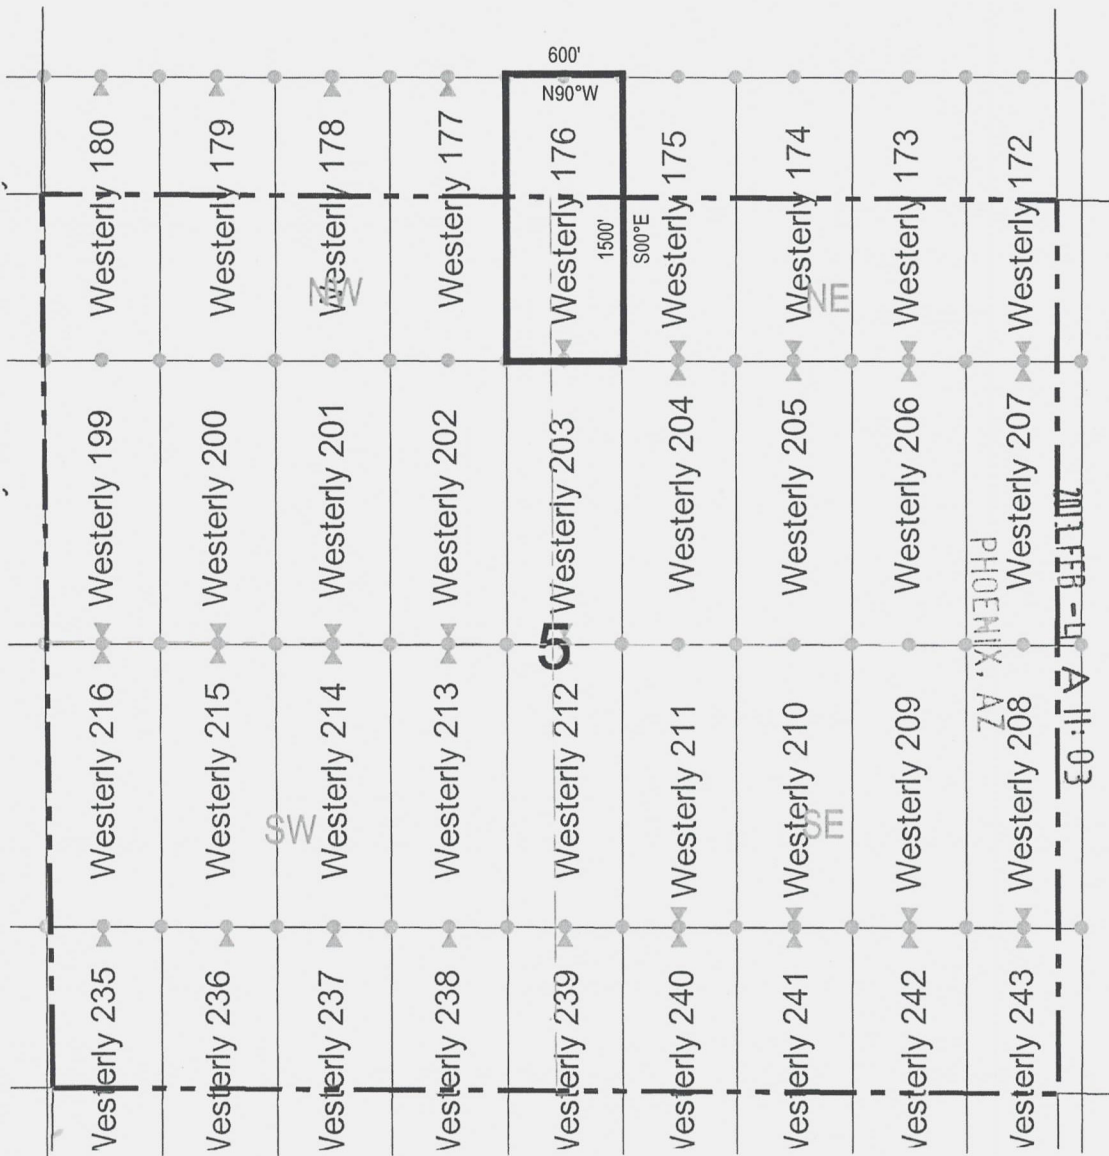 600'
N90°W
Westerly 180
Westerly 179
Westerly 178
Westerly 177
Westerly 176
Westerly 175
Westerly 174
Westerly 173
Westerly 172
1500'
S00°E
NW
NE
Westerly 199
Westerly 200
Westerly 201
Westerly 202
Westerly 203
Westerly 204
Westerly 205
Westerly 206
Westerly 207
5
PHOENIX, AZ
FEB -4 A 11:03
Westerly 216
Westerly 215
Westerly 214
Westerly 213
Westerly 212
Westerly 211
Westerly 210
Westerly 209
Westerly 208
SW
SE
Westerly 235
Westerly 236
Westerly 237
Westerly 238
Westerly 239
Westerly 240
Westerly 241
Westerly 242
Westerly 243